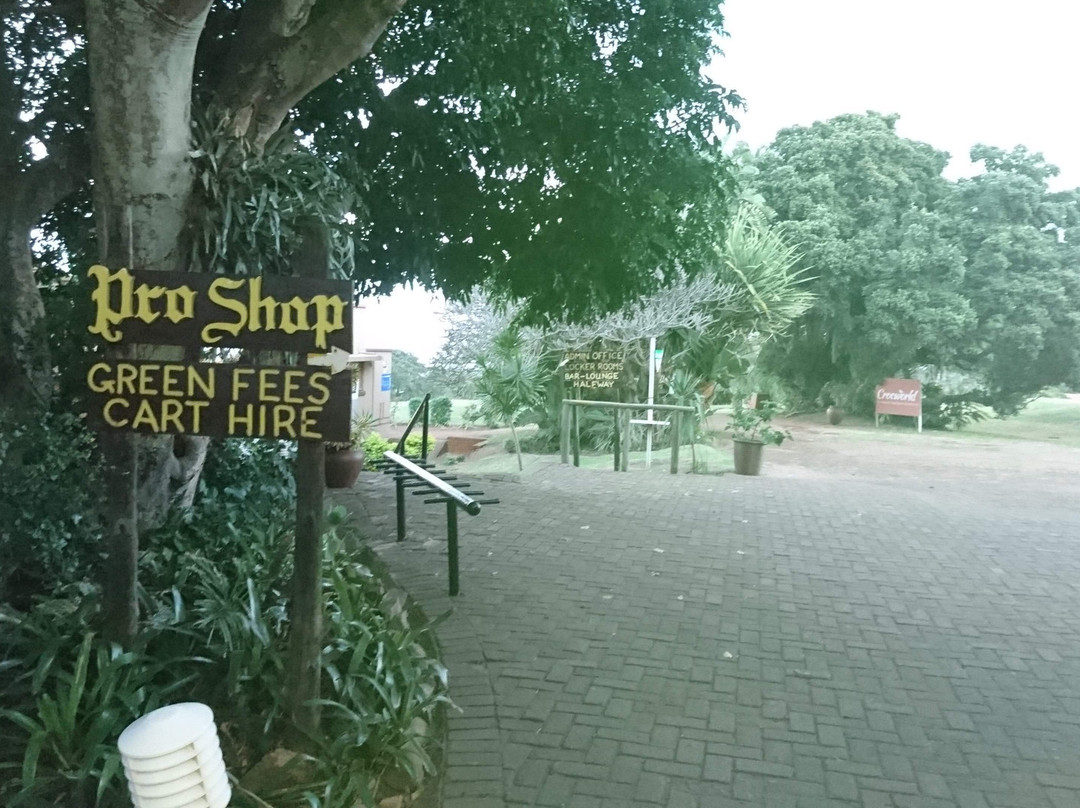 Pro Shop
GREEN FEES
CART HIRE
ADMIN OFFICE
LOCKER ROOMS
BAR-LOUNGE
HALFWAY
Crocworld